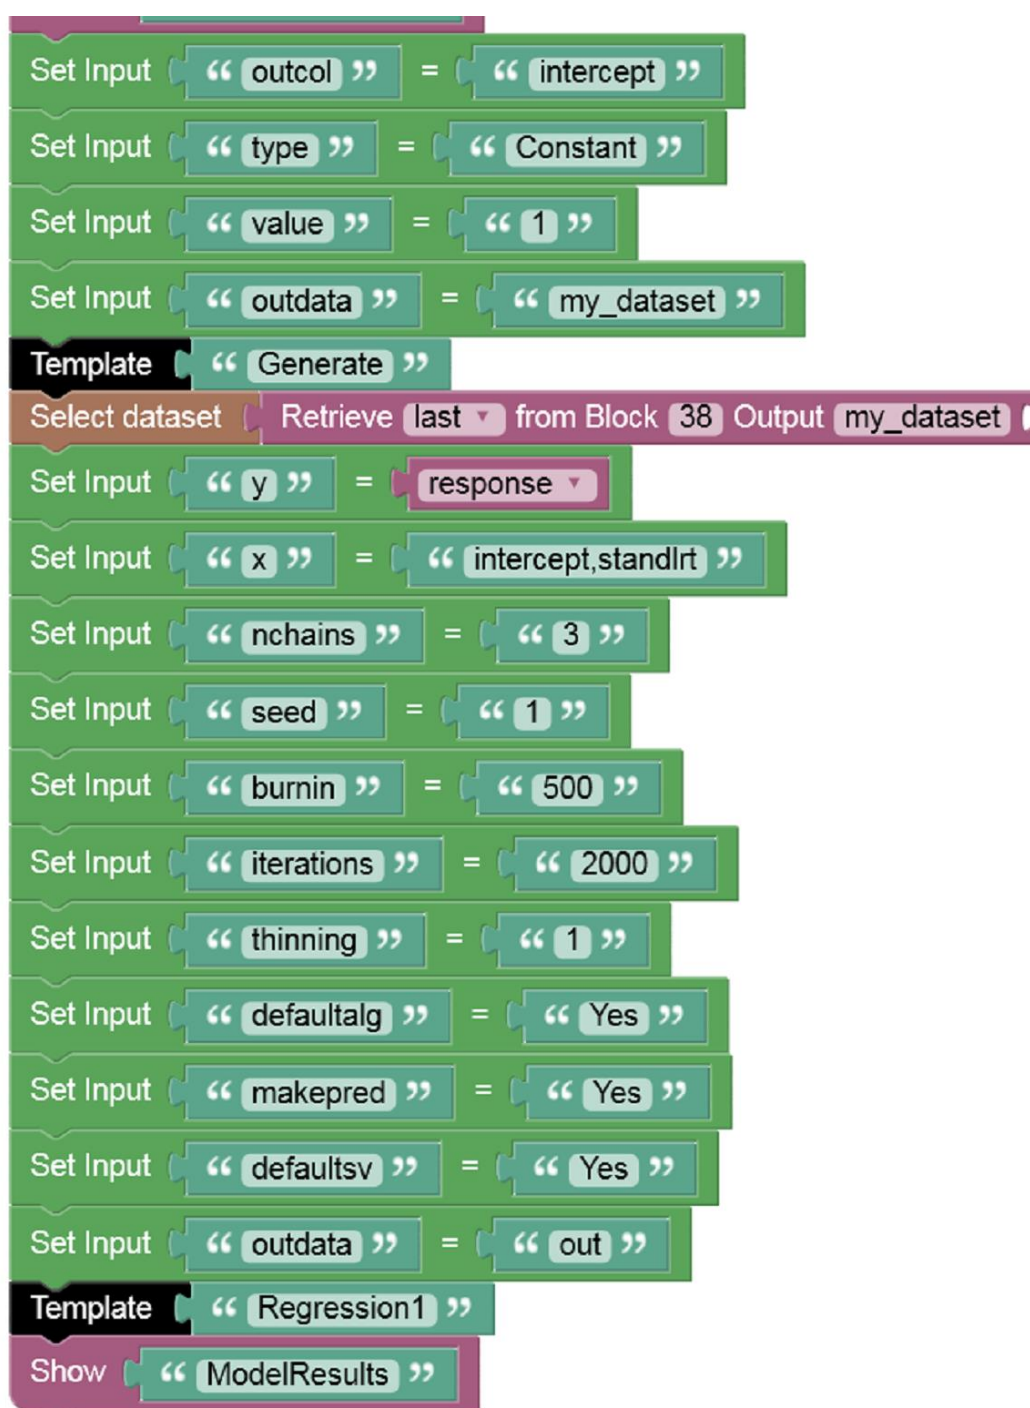 Set Input “ outcol ” = “ intercept ”
Set Input “ type ” = “ Constant ”
Set Input “ value ” = “ 1 ”
Set Input “ outdata ” = “ my_dataset ”
Template “ Generate ”
Select dataset Retrieve last from Block 38 Output my_dataset
Set Input “ y ” = response
Set Input “ x ” = “ intercept,standlrt ”
Set Input “ nchains ” = “ 3 ”
Set Input “ seed ” = “ 1 ”
Set Input “ burnin ” = “ 500 ”
Set Input “ iterations ” = “ 2000 ”
Set Input “ thinning ” = “ 1 ”
Set Input “ defaultalg ” = “ Yes ”
Set Input “ makepred ” = “ Yes ”
Set Input “ defaultsv ” = “ Yes ”
Set Input “ outdata ” = “ out ”
Template “ Regression1 ”
Show “ ModelResults ”